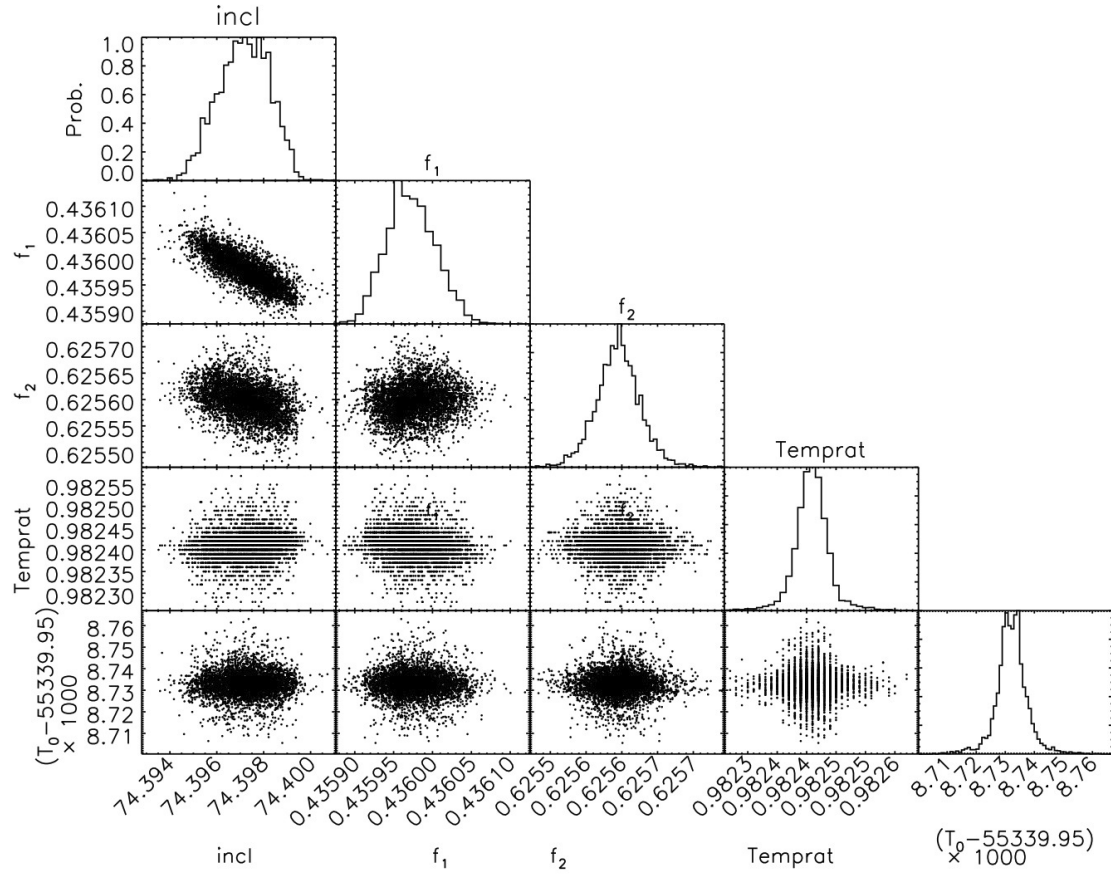 incl
1.0
0.8
0.6
0.4
0.2
0.0
Prob.
f₁
0.43610
0.43605
0.43600
0.43595
0.43590
f₁
f₂
0.62570
0.62565
0.62560
0.62555
0.62550
f₂
Temprat
0.98255
0.98250
0.98245
0.98240
0.98235
0.98230
Temprat
f₁
f₂
8.76
8.74
8.73
8.72
8.71
(T₀−55339.95)
× 1000
74.394 74.396 74.398 74.400
0.43590 0.43595 0.43600 0.43605 0.43610
0.6255 0.6256 0.6256 0.6257 0.6257
0.9823 0.9824 0.9824 0.9825 0.9825 0.9826
8.71 8.72 8.73 8.74 8.75 8.76
incl f₁ f₂ Temprat (T₀−55339.95)
× 1000